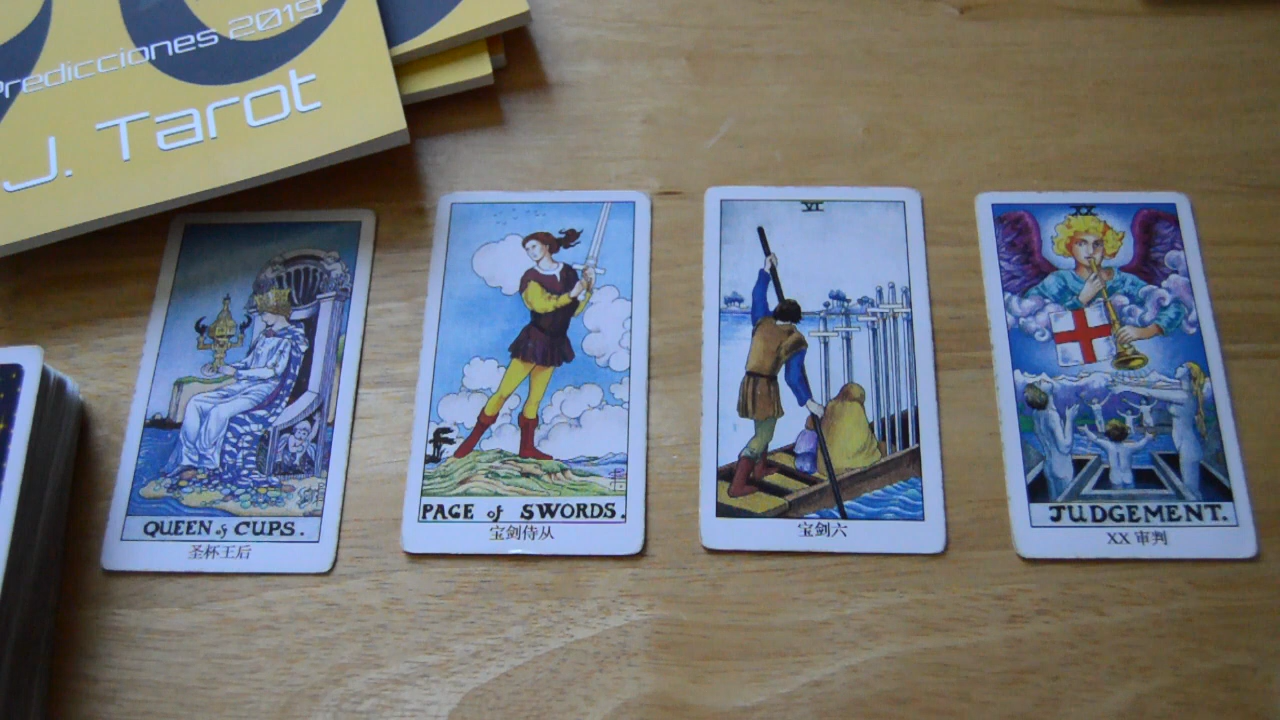 Predicciones 2019
J. Tarot
QUEEN of CUPS.
圣杯王后
PAGE of SWORDS.
宝剑侍从
VI
宝剑六
XX
JUDGEMENT.
XX 审判